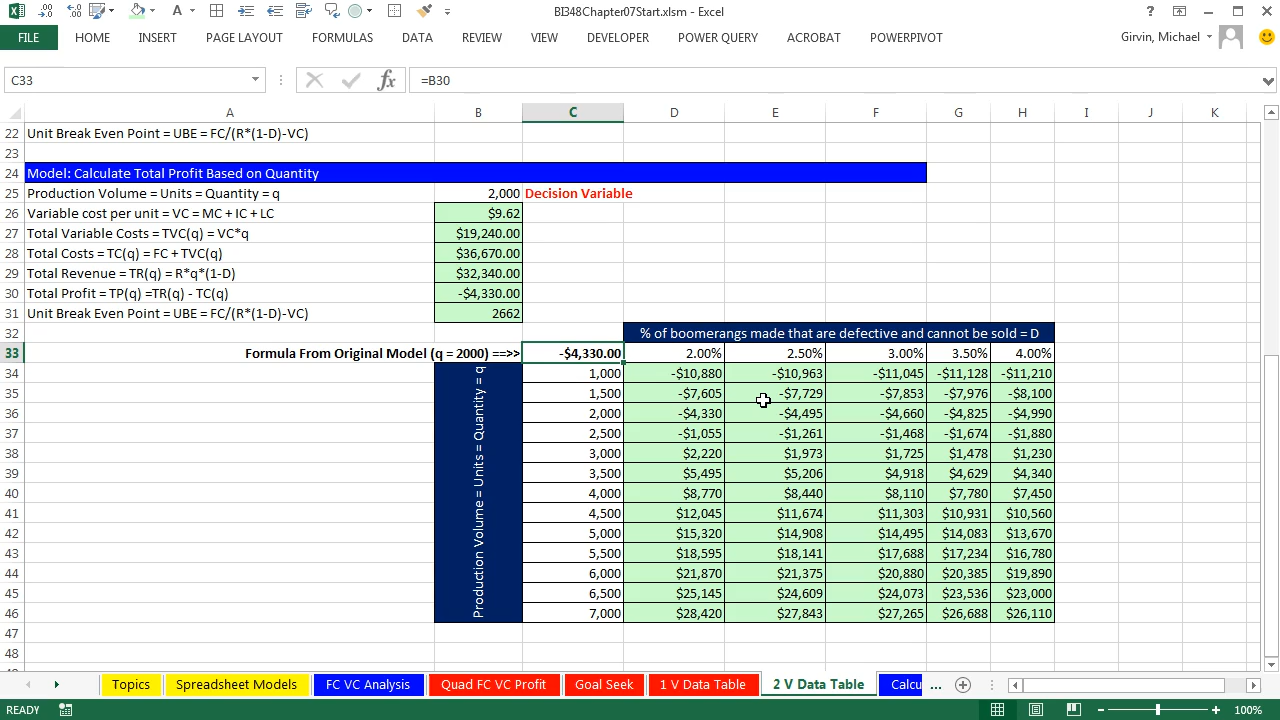 BI348Chapter07Start.xlsm - Excel
FILE HOME INSERT PAGE LAYOUT FORMULAS DATA REVIEW VIEW DEVELOPER POWER QUERY ACROBAT POWERPIVOT Girvin, Michael
C33 fx =B30
A B C D E F G H I J K
22 Unit Break Even Point = UBE = FC/(R*(1-D)-VC)
23
24 Model: Calculate Total Profit Based on Quantity
25 Production Volume = Units = Quantity = q 2,000 Decision Variable
26 Variable cost per unit = VC = MC + IC + LC $9.62
27 Total Variable Costs = TVC(q) = VC*q $19,240.00
28 Total Costs = TC(q) = FC + TVC(q) $36,670.00
29 Total Revenue = TR(q) = R*q*(1-D) $32,340.00
30 Total Profit = TP(q) =TR(q) - TC(q) -$4,330.00
31 Unit Break Even Point = UBE = FC/(R*(1-D)-VC) 2662
32 % of boomerangs made that are defective and cannot be sold = D
33 Formula From Original Model (q = 2000) ==>> -$4,330.00 2.00% 2.50% 3.00% 3.50% 4.00%
Production Volume = Units = Quantity = q
34 1,000 -$10,880 -$10,963 -$11,045 -$11,128 -$11,210
35 1,500 -$7,605 -$7,729 -$7,853 -$7,976 -$8,100
36 2,000 -$4,330 -$4,495 -$4,660 -$4,825 -$4,990
37 2,500 -$1,055 -$1,261 -$1,468 -$1,674 -$1,880
38 3,000 $2,220 $1,973 $1,725 $1,478 $1,230
39 3,500 $5,495 $5,206 $4,918 $4,629 $4,340
40 4,000 $8,770 $8,440 $8,110 $7,780 $7,450
41 4,500 $12,045 $11,674 $11,303 $10,931 $10,560
42 5,000 $15,320 $14,908 $14,495 $14,083 $13,670
43 5,500 $18,595 $18,141 $17,688 $17,234 $16,780
44 6,000 $21,870 $21,375 $20,880 $20,385 $19,890
45 6,500 $25,145 $24,609 $24,073 $23,536 $23,000
46 7,000 $28,420 $27,843 $27,265 $26,688 $26,110
47
48
Topics Spreadsheet Models FC VC Analysis Quad FC VC Profit Goal Seek 1 V Data Table 2 V Data Table Calcu ...
READY 100%